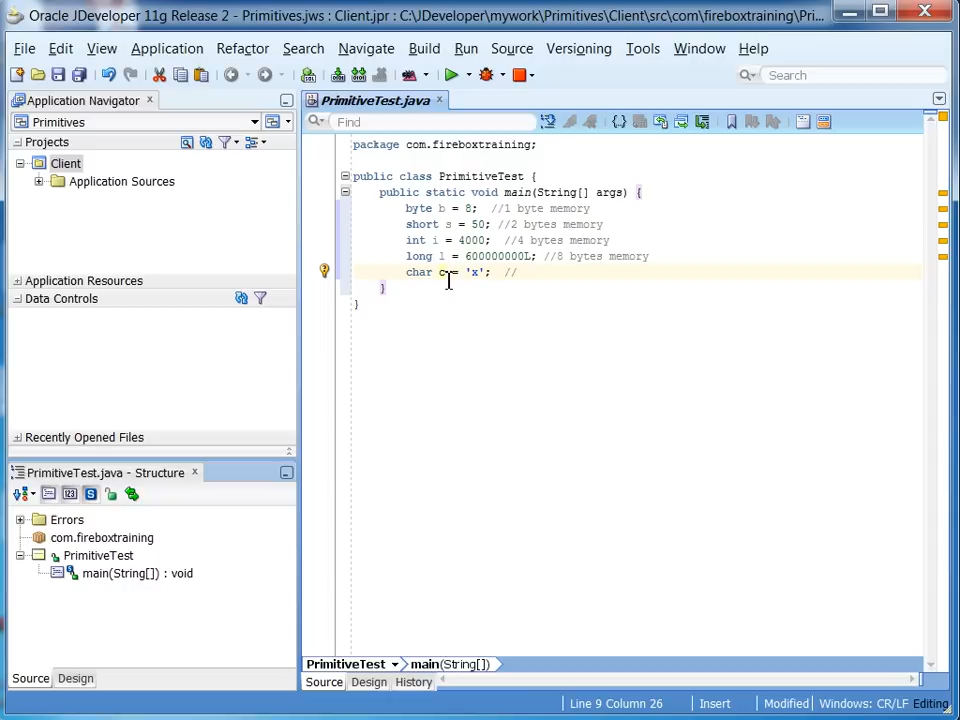 Oracle JDeveloper 11g Release 2 - Primitives.jws : Client.jpr : C:\JDeveloper\mywork\Primitives\Client\src\com\fireboxtraining\Pri...
File Edit View Application Refactor Search Navigate Build Run Source Versioning Tools Window Help
Search
Application Navigator
PrimitiveTest.java
Primitives
Find
Projects
package com.fireboxtraining;
Client
public class PrimitiveTest {
Application Sources
public static void main(String[] args) {
byte b = 8; //1 byte memory
short s = 50; //2 bytes memory
int i = 4000; //4 bytes memory
long l = 600000000L; //8 bytes memory
char c = 'x'; //
}
}
Application Resources
Data Controls
Recently Opened Files
PrimitiveTest.java - Structure
Errors
com.fireboxtraining
PrimitiveTest
main(String[]) : void
PrimitiveTest main(String[])
Source Design
Source Design History
Line 9 Column 26 Insert Modified Windows: CR/LF Editing